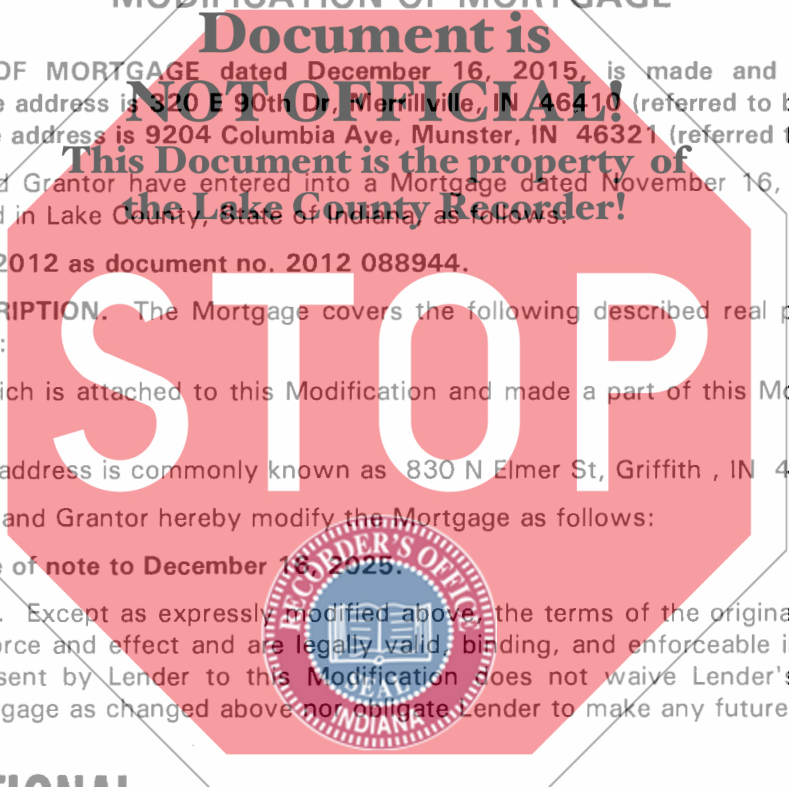 MODIFICATION OF MORTGAGE
Document is
OF MORTGAGE dated December 16, 2015, is made and
NOT OFFICIAL!
address is 320 E 90th Dr, Merrillville, IN 46410 (referred to
address is 9204 Columbia Ave, Munster, IN 46321 (referred
This Document is the property of
Grantor have entered into a Mortgage dated November 16,
the Lake County Recorder!
in Lake County, State of Indiana, as follows:
2012 as document no. 2012 088944.
RIPTION. The Mortgage covers the following described real
STOP
ich is attached to this Modification and made a part of this
address is commonly known as 830 N Elmer St, Griffith , IN 4
and Grantor hereby modify the Mortgage as follows:
of note to December 16, 2025.
RECORDER'S OFFICE
Except as expressly modified above, the terms of the origina
orce and effect and are legally valid, binding, and enforceable
sent by Lender to this Modification does not waive Lender's
SEAL
gage as changed above nor obligate Lender to make any future
INDIANA
TIONAL